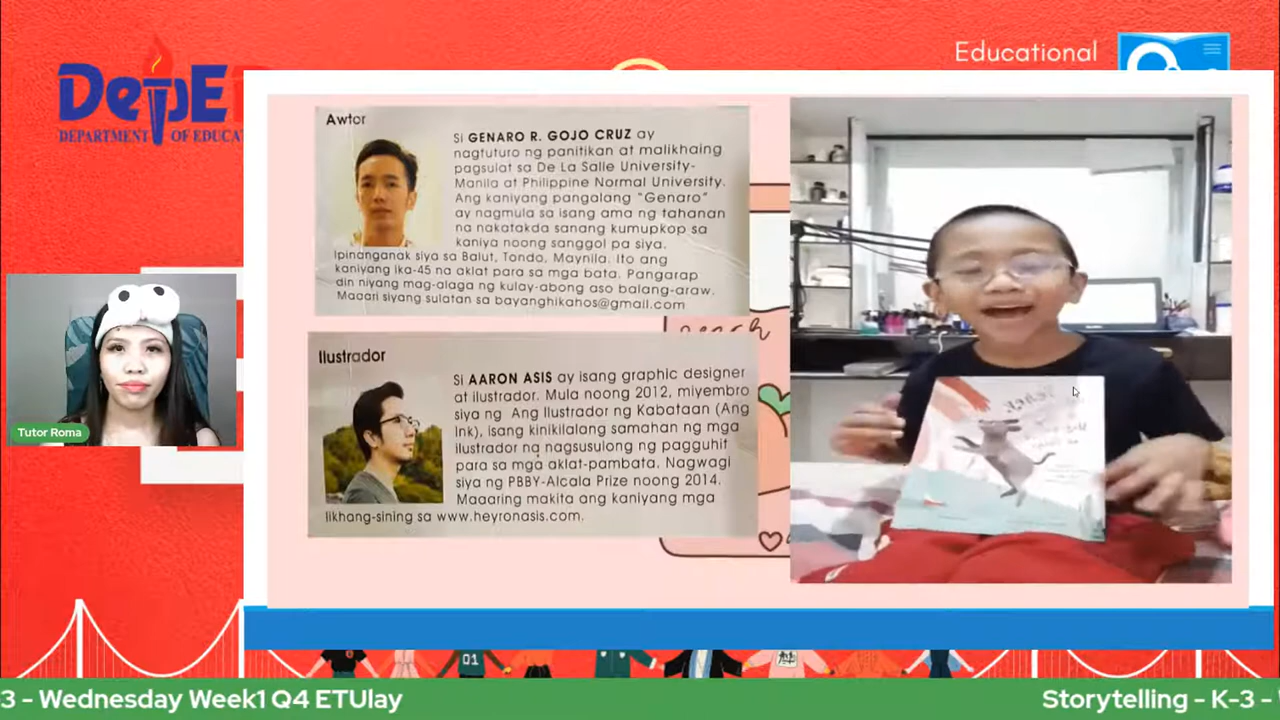 DepE
DEPARTMENT OF EDUCA
Educational
Awtor
Si GENARO R. GOJO CRUZ ay
nagtuturo ng panitikan at malikhaing
pagsulat sa De La Salle University-
Manila at Philippine Normal University.
Ang kaniyang pangalang "Genaro"
ay nagmula sa isang ama ng tahanan
na nakatakda sanang kumupkop sa
kaniya noong sanggol pa siya.
Ipinanganak siya sa Balut, Tondo, Maynila. Ito ang
kaniyang ika-45 na aklat para sa mga bata. Pangarap
din niyang mag-alaga ng kulay-abong aso balang-araw.
Maaari siyang sulatan sa bayanghikahos@gmail.com
Ilustrador
Si AARON ASIS ay isang graphic designer
at ilustrador. Mula noong 2012, miyembro
siya ng Ang Ilustrador ng Kabataan (Ang
Ink), isang kinikilalang samahan ng mga
ilustrador na nagsusulong ng pagguhit
para sa mga aklat-pambata. Nagwagi
siya ng PBBY-Alcala Prize noong 2014.
Maaaring makita ang kaniyang mga
likhang-sining sa www.heyronasis.com.
Tutor Roma
01
3 - Wednesday Week1 Q4 ETUlay
Storytelling - K-3 -